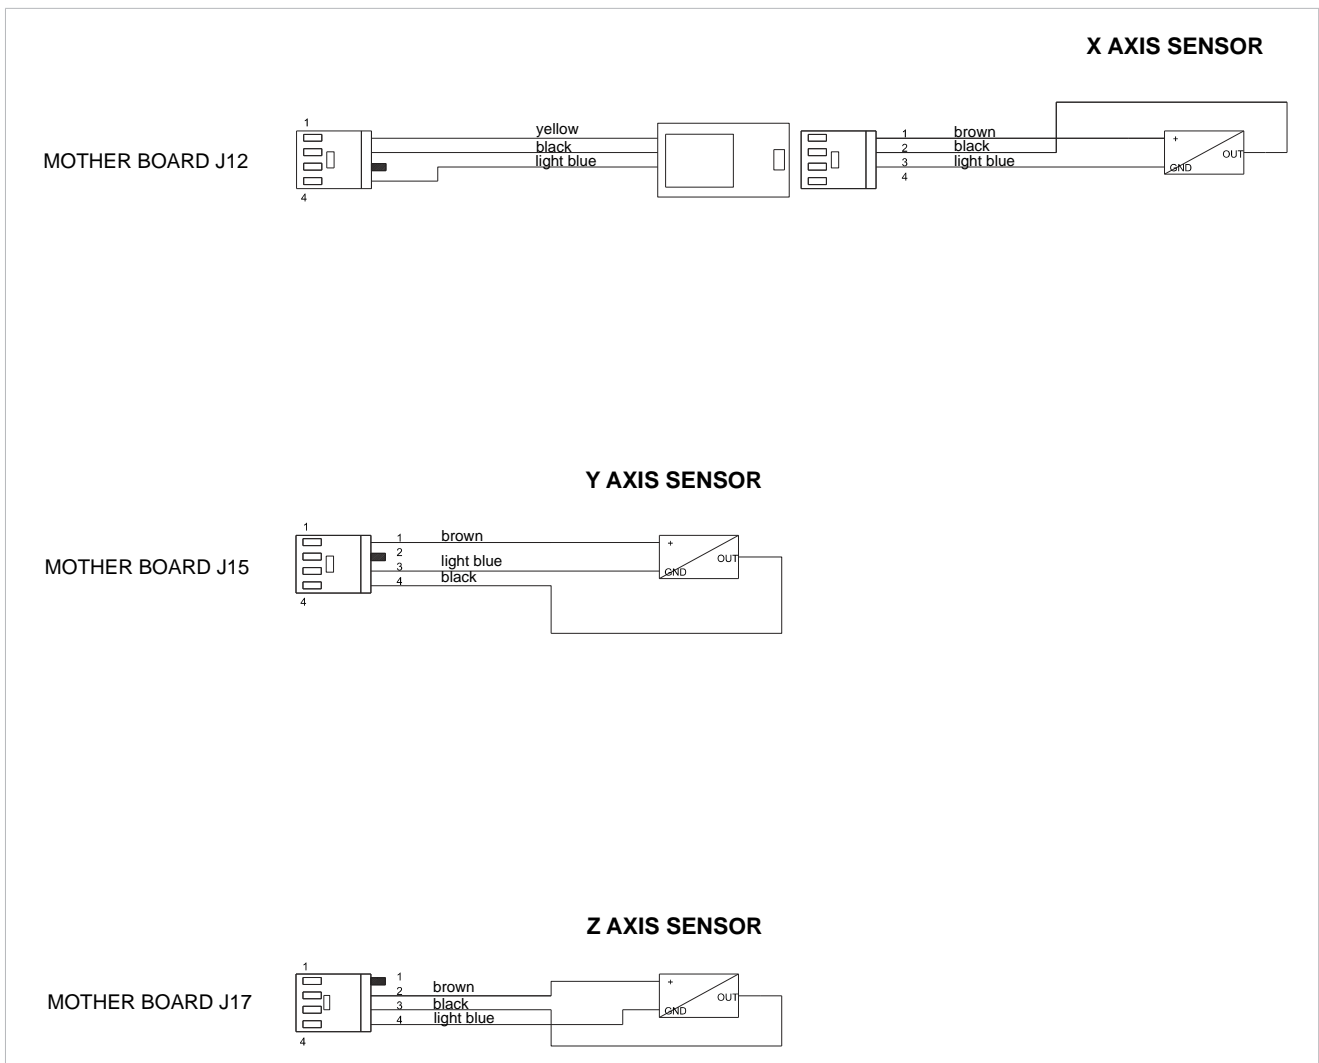 X AXIS SENSOR
MOTHER BOARD J12
1
4
yellow
black
light blue
1 brown
2 black
3 light blue
4
+
GND
OUT
Y AXIS SENSOR
MOTHER BOARD J15
1
4
1 brown
2
3 light blue
4 black
+
GND
OUT
Z AXIS SENSOR
MOTHER BOARD J17
1
4
1
2 brown
3 black
4 light blue
+
GND
OUT